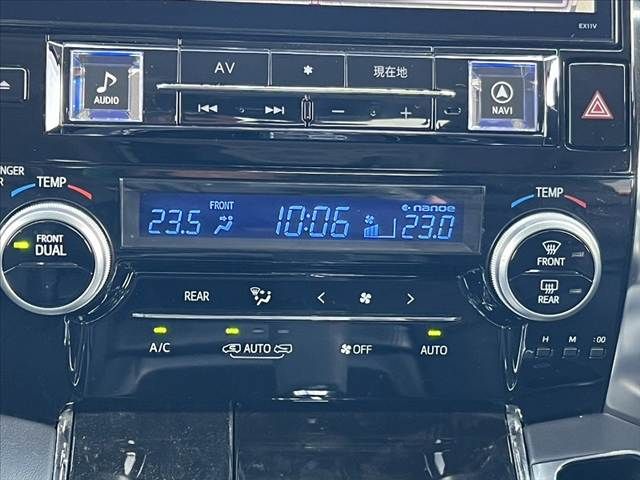 EX11V
AV
現在地
AUDIO
NAVI
TEMP
FRONT
23.5
10:06
nanoe
23.0
TEMP
FRONT
DUAL
FRONT
REAR
REAR
A/C
AUTO
OFF
AUTO
H M :00